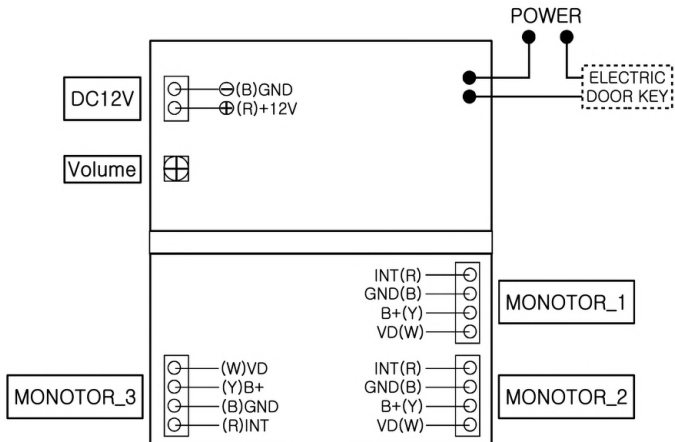 POWER
DC12V
⊖(B)GND
⊕(R)+12V
ELECTRIC
DOOR KEY
Volume
INT(R)
GND(B)
B+(Y)
VD(W)
MONOTOR_1
MONOTOR_3
(W)VD
(Y)B+
(B)GND
(R)INT
INT(R)
GND(B)
B+(Y)
VD(W)
MONOTOR_2